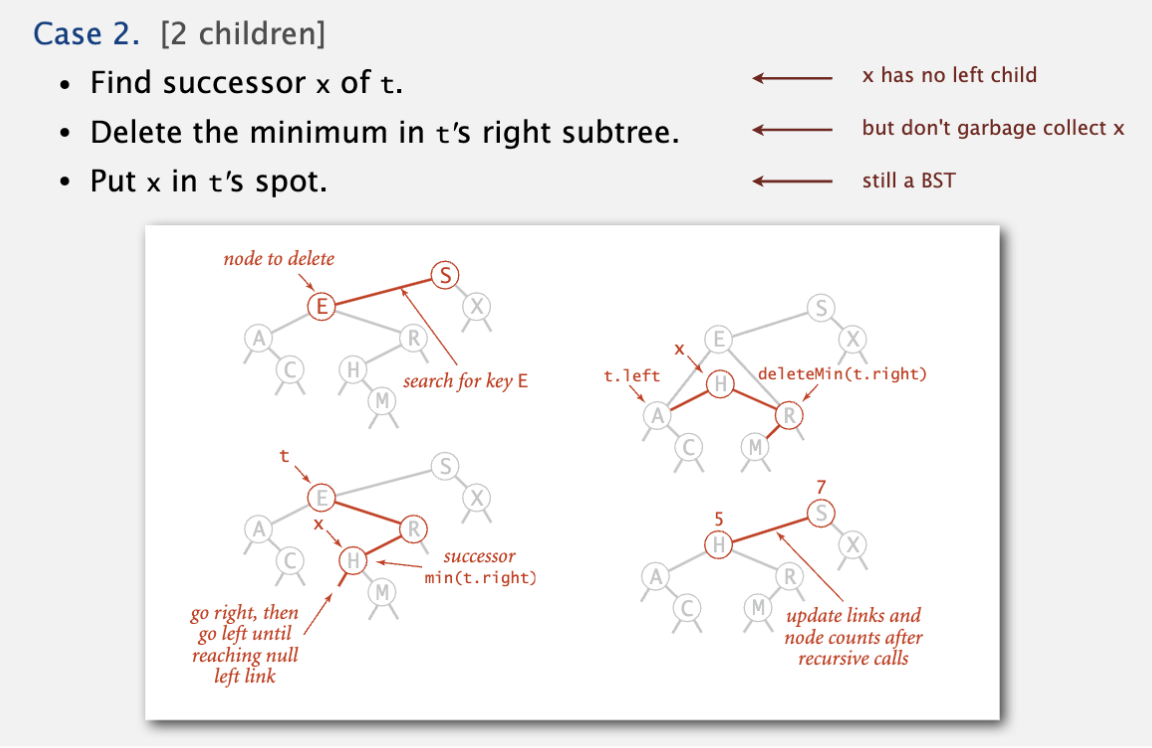 Case 2. [2 children]
• Find successor x of t.
x has no left child
• Delete the minimum in t's right subtree.
but don't garbage collect x
• Put x in t's spot.
still a BST
node to delete
S
E
X
A
R
C
H
M
search for key E
t
S
E
X
A
x
R
C
H
M
successor
min(t.right)
go right, then
go left until
reaching null
left link
S
E
X
x
t.left
H
deleteMin(t.right)
A
R
C
M
7
5
S
H
X
A
R
C
M
update links and
node counts after
recursive calls